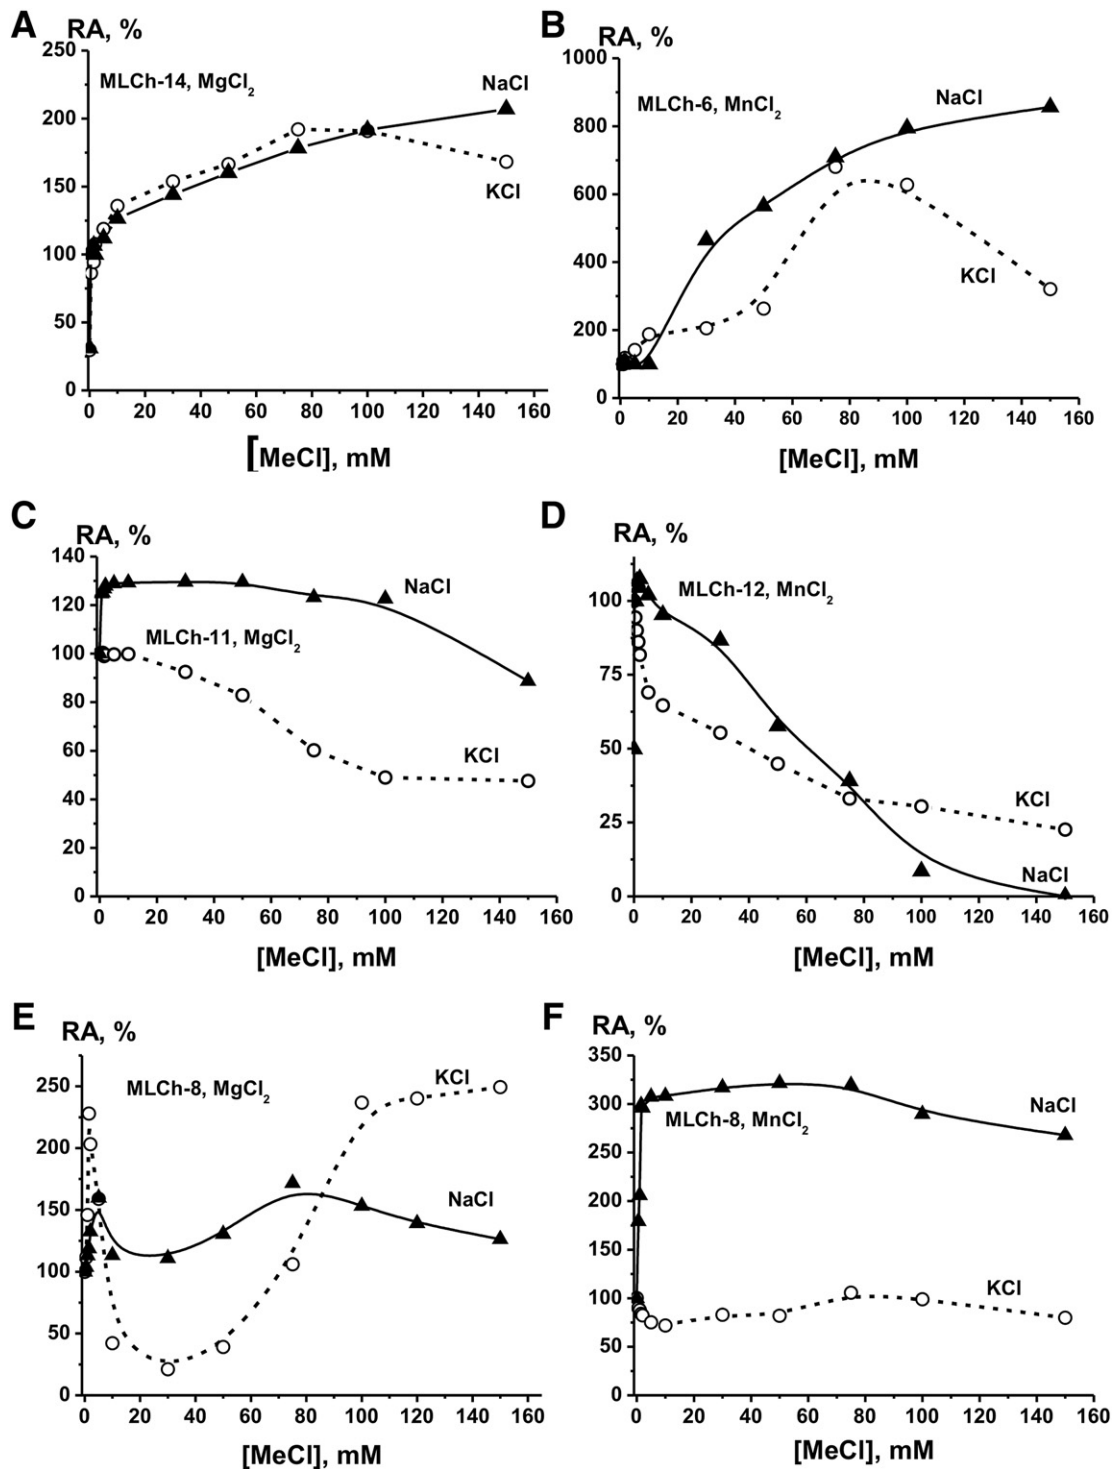 A
RA, %
250
200
150
100
50
0
MLCh-14, MgCl₂
NaCl
KCl
0 20 40 60 80 100 120 140 160
[MeCl], mM
B
RA, %
1000
800
600
400
200
0
MLCh-6, MnCl₂
NaCl
KCl
0 20 40 60 80 100 120 140 160
[MeCl], mM
C
RA, %
140
120
100
80
60
40
20
0
NaCl
MLCh-11, MgCl₂
KCl
0 20 40 60 80 100 120 140 160
[MeCl], mM
D
RA, %
100
75
50
25
0
MLCh-12, MnCl₂
KCl
NaCl
0 20 40 60 80 100 120 140 160
[MeCl], mM
E
RA, %
250
200
150
100
50
0
MLCh-8, MgCl₂
KCl
NaCl
0 20 40 60 80 100 120 140 160
[MeCl], mM
F
RA, %
350
300
250
200
150
100
50
0
MLCh-8, MnCl₂
NaCl
KCl
0 20 40 60 80 100 120 140 160
[MeCl], mM